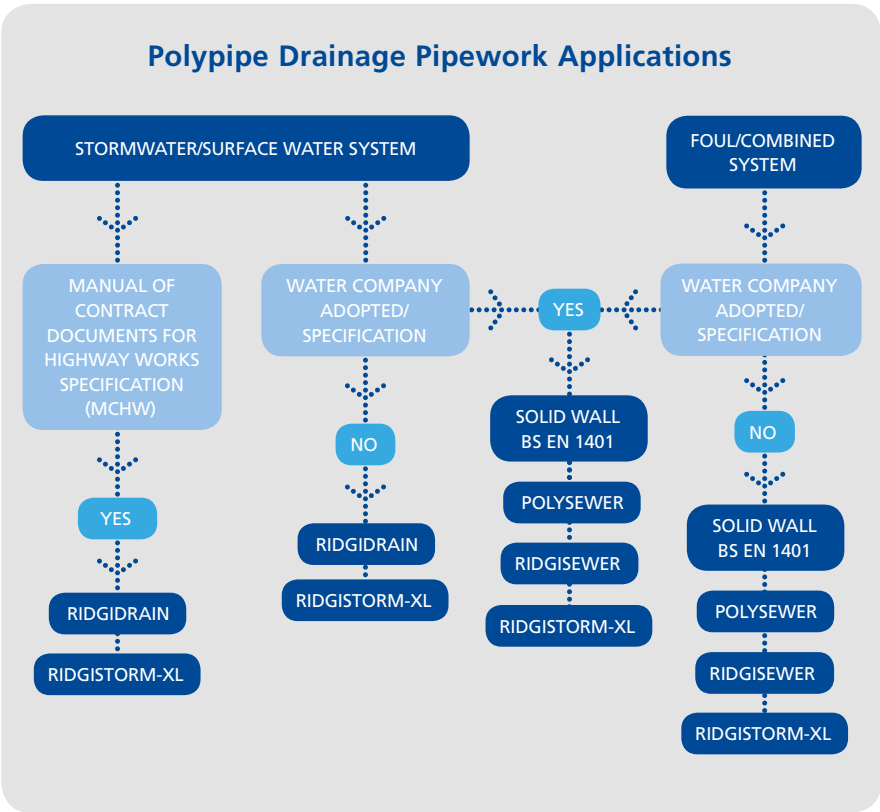 Polypipe Drainage Pipework Applications
STORMWATER/SURFACE WATER SYSTEM
FOUL/COMBINED
SYSTEM
MANUAL OF
CONTRACT
DOCUMENTS FOR
HIGHWAY WORKS
SPECIFICATION
(MCHW)
WATER COMPANY
ADOPTED/
SPECIFICATION
YES
WATER COMPANY
ADOPTED/
SPECIFICATION
YES
RIDGIDRAIN
RIDGISTORM-XL
NO
RIDGIDRAIN
RIDGISTORM-XL
SOLID WALL
BS EN 1401
POLYSEWER
RIDGISEWER
RIDGISTORM-XL
NO
SOLID WALL
BS EN 1401
POLYSEWER
RIDGISEWER
RIDGISTORM-XL